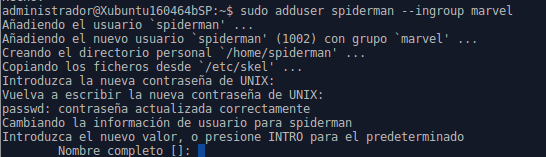 administrador@Xubuntu160464bSP:~$ sudo adduser spiderman --ingroup marvel
Añadiendo el usuario `spiderman' ...
Añadiendo el nuevo usuario `spiderman' (1002) con grupo `marvel' ...
Creando el directorio personal `/home/spiderman' ...
Copiando los ficheros desde `/etc/skel' ...
Introduzca la nueva contraseña de UNIX:
Vuelva a escribir la nueva contraseña de UNIX:
passwd: contraseña actualizada correctamente
Cambiando la información de usuario para spiderman
Introduzca el nuevo valor, o presione INTRO para el predeterminado
Nombre completo []: